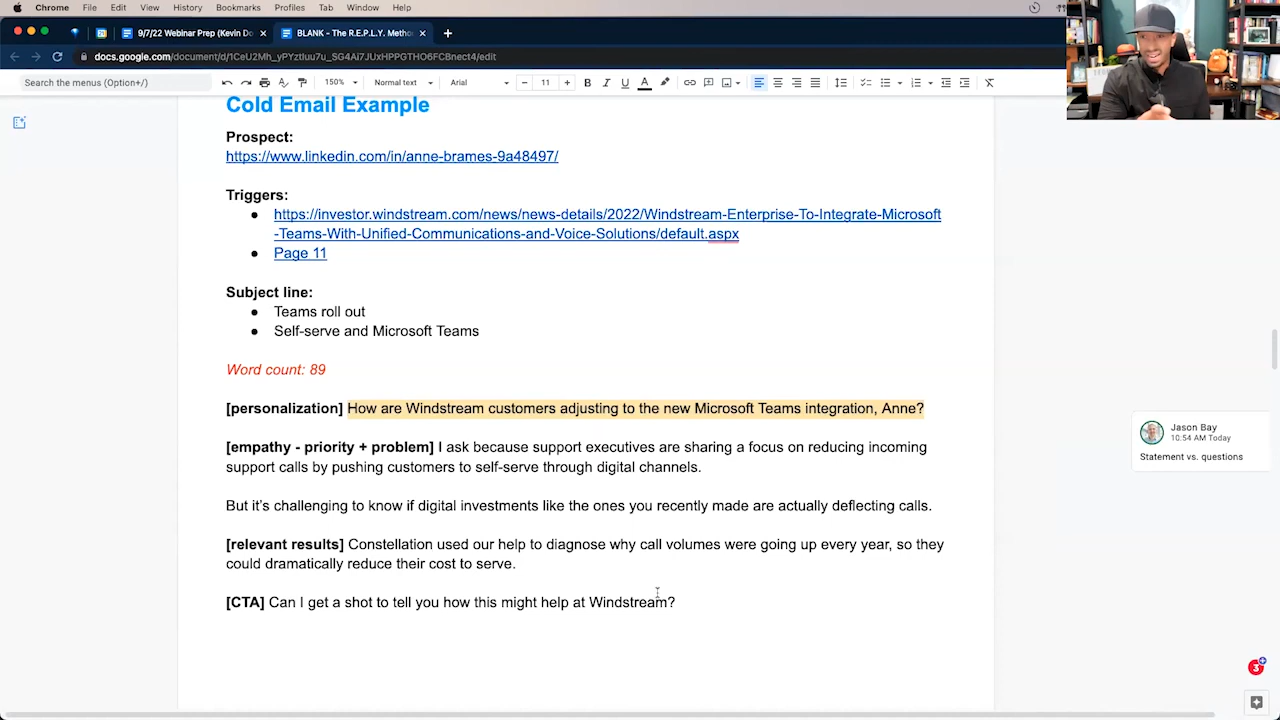 Chrome File Edit View History Bookmarks Profiles Tab Window Help
9/7/22 Webinar Prep (Kevin Do
BLANK - The R.E.P.L.Y. Metho
docs.google.com/document/d/1CeU2Mh_yPYztIuu7u_SG4Ai7JUxHPPGTHO6FCBnect4/edit
Search the menus (Option+/) 150% Normal text Arial 11
Cold Email Example
Prospect:
https://www.linkedin.com/in/anne-brames-9a48497/
Triggers:
https://investor.windstream.com/news/news-details/2022/Windstream-Enterprise-To-Integrate-Microsoft
-Teams-With-Unified-Communications-and-Voice-Solutions/default.aspx
Page 11
Subject line:
Teams roll out
Self-serve and Microsoft Teams
Word count: 89
[personalization] How are Windstream customers adjusting to the new Microsoft Teams integration, Anne?
[empathy - priority + problem] I ask because support executives are sharing a focus on reducing incoming
support calls by pushing customers to self-serve through digital channels.
But it's challenging to know if digital investments like the ones you recently made are actually deflecting calls.
[relevant results] Constellation used our help to diagnose why call volumes were going up every year, so they
could dramatically reduce their cost to serve.
[CTA] Can I get a shot to tell you how this might help at Windstream?
Jason Bay
10:54 AM Today
Statement vs. questions
3